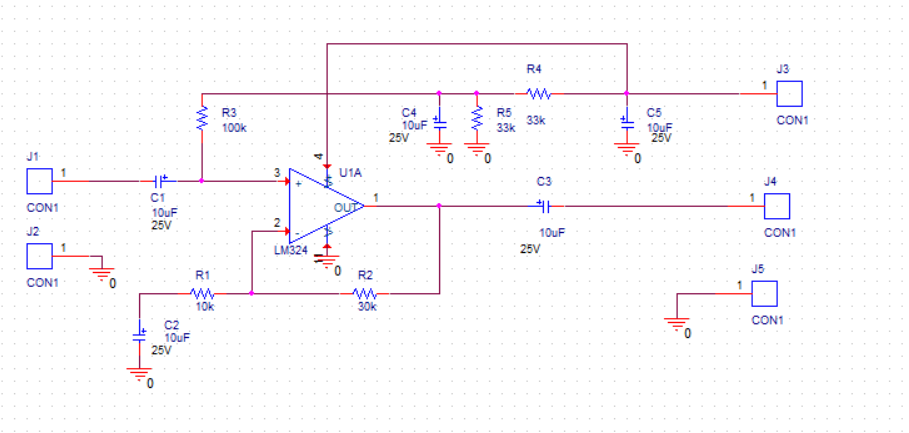 R4
J3
1
R3
100k
C4
10uF
25V
R5
33k
33k
C5
10uF
25V
CON1
0
0
0
J1
1
4
U1A
3
+
C1
10uF
25V
CON1
OUT
1
C3
10uF
25V
J4
1
CON1
2
-
LM324
11
0
J2
1
CON1
0
R1
10k
R2
30k
J5
1
CON1
C2
10uF
25V
0
0